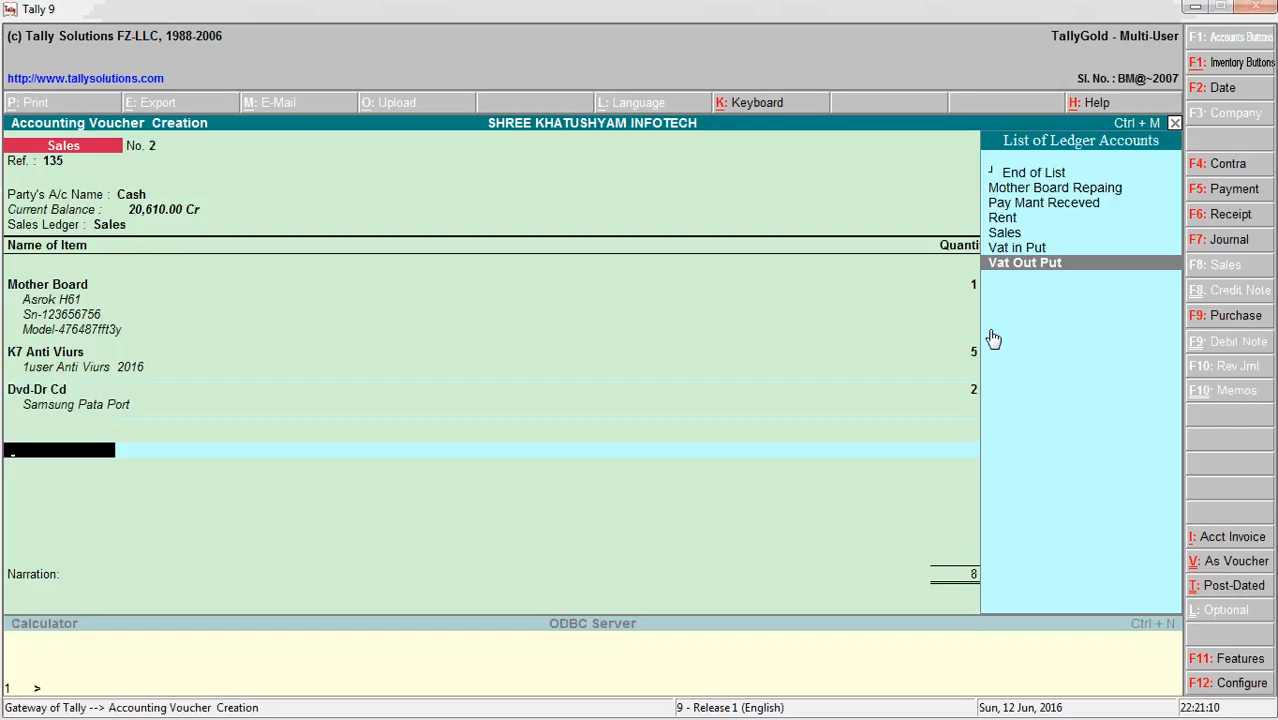 Tally 9
(c) Tally Solutions FZ-LLC, 1988-2006
TallyGold - Multi-User
http://www.tallysolutions.com
Sl. No. : BM@~2007
P: Print
E: Export
M: E-Mail
O: Upload
L: Language
K: Keyboard
H: Help
Accounting Voucher Creation
SHREE KHATUSHYAM INFOTECH
Ctrl + M
Sales
No. 2
Ref. : 135
Party's A/c Name : Cash
Current Balance : 20,610.00 Cr
Sales Ledger : Sales
Name of Item
Quanti
Mother Board
1
Asrok H61
Sn-123656756
Model-476487fft3y
K7 Anti Viurs
5
1user Anti Viurs 2016
Dvd-Dr Cd
2
Samsung Pata Port
Narration:
8
List of Ledger Accounts
End of List
Mother Board Repaing
Pay Mant Receved
Rent
Sales
Vat in Put
Vat Out Put
Calculator
ODBC Server
Ctrl + N
1 >
Gateway of Tally --> Accounting Voucher Creation
9 - Release 1 (English)
Sun, 12 Jun, 2016
22:21:10
F1: Accounts Buttons
F1: Inventory Buttons
F2: Date
F3: Company
F4: Contra
F5: Payment
F6: Receipt
F7: Journal
F8: Sales
F8: Credit Note
F9: Purchase
F9: Debit Note
F10: Rev Jrnl
F10: Memos
I: Acct Invoice
V: As Voucher
T: Post-Dated
L: Optional
F11: Features
F12: Configure